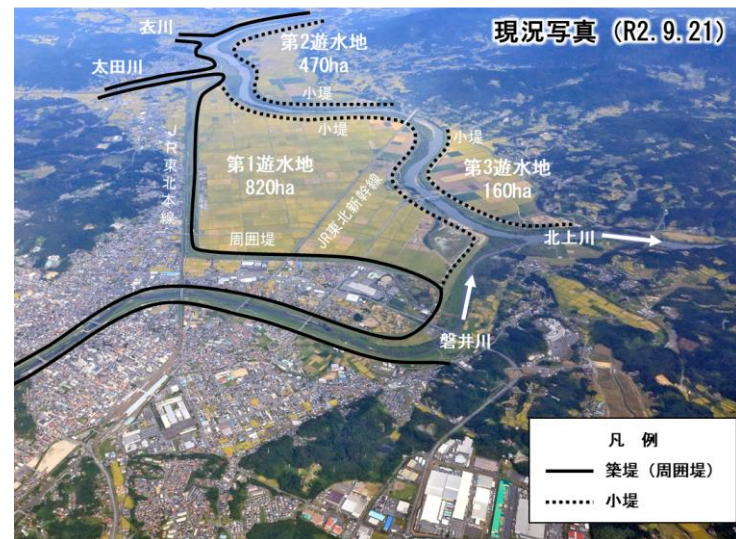 現況写真（R2.9.21）
衣川
太田川
第2遊水地
470ha
小堤
小堤
JR東北本線
第1遊水地
820ha
小堤
第3遊水地
160ha
JR東北新幹線
周囲堤
北上川
磐井川
凡 例
築堤（周囲堤）
小堤